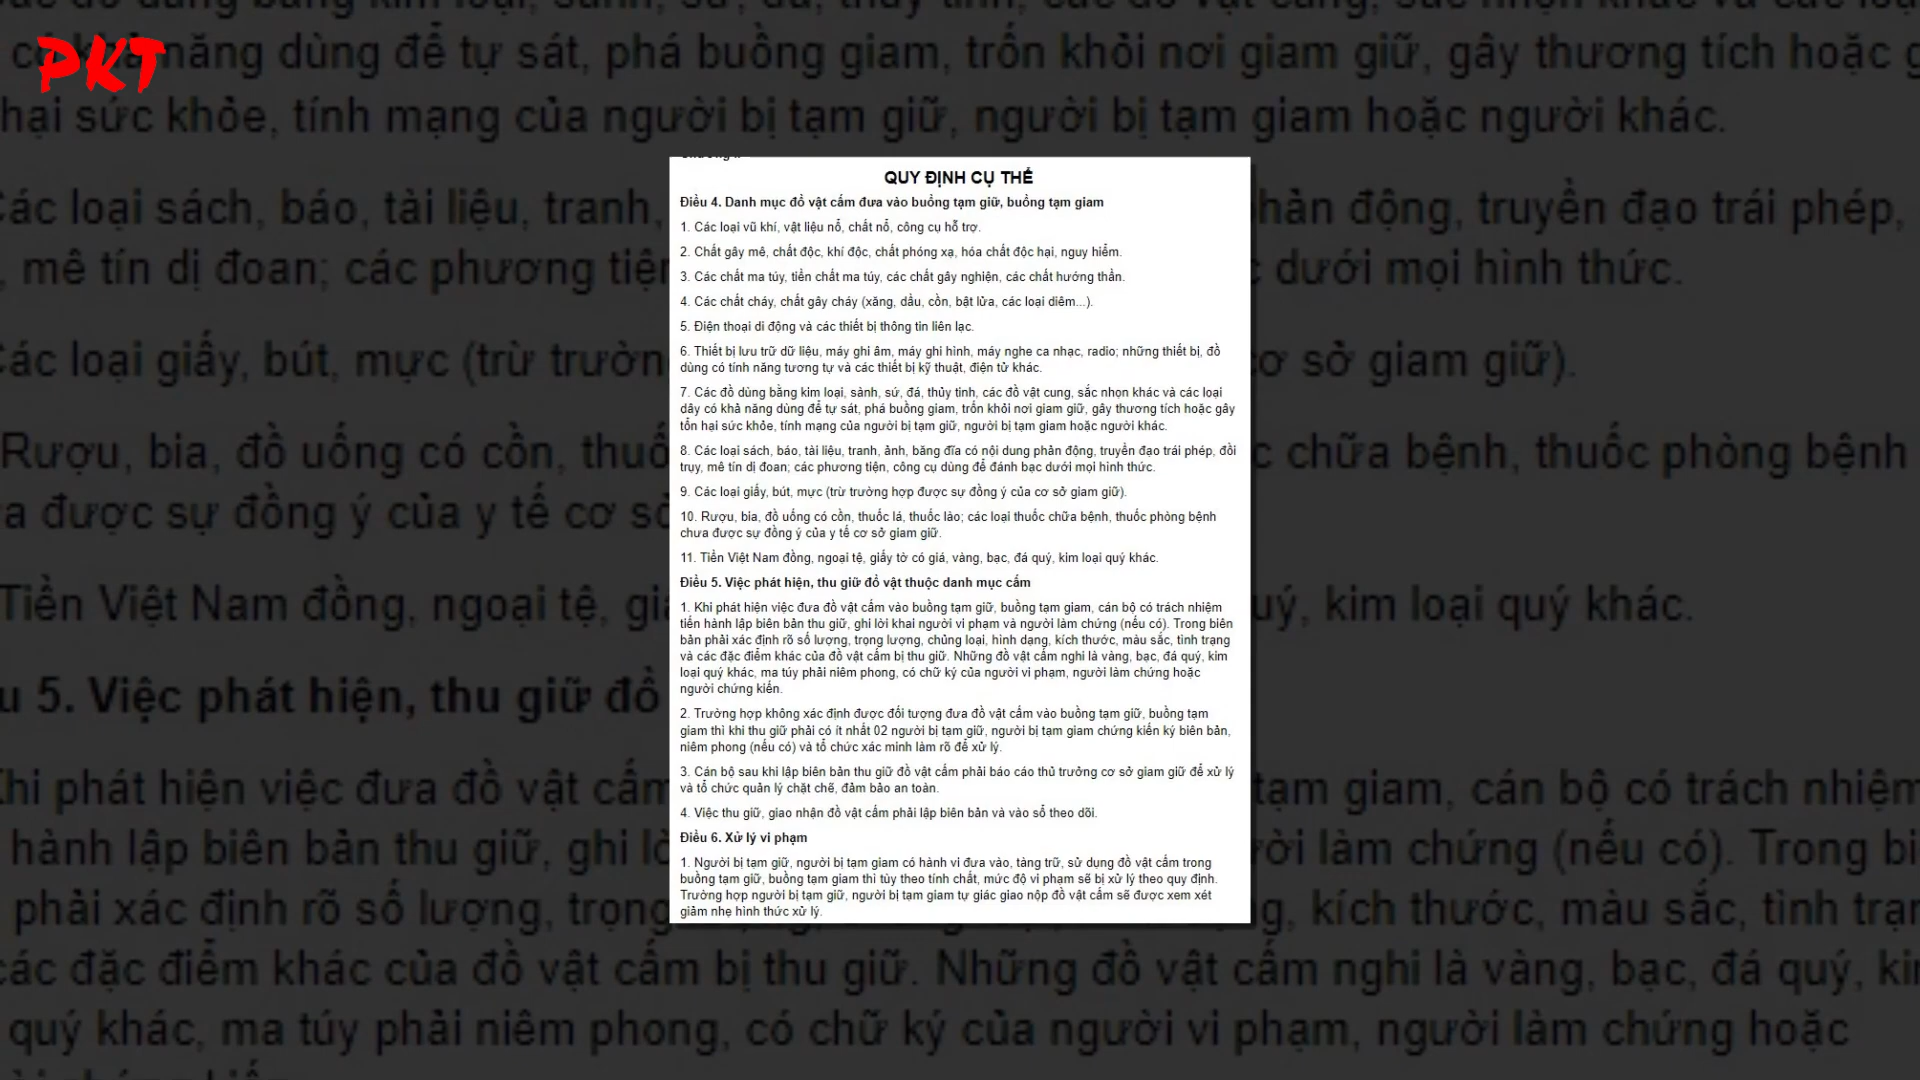 PKT
QUY ĐỊNH CỤ THỂ
Điều 4. Danh mục đồ vật cấm đưa vào buồng tạm giữ, buồng tạm giam
1. Các loại vũ khí, vật liệu nổ, chất nổ, công cụ hỗ trợ.
2. Chất gây mê, chất độc, khí độc, chất phóng xạ, hóa chất độc hại, nguy hiểm.
3. Các chất ma túy, tiền chất ma túy, các chất gây nghiện, các chất hướng thần.
4. Các chất cháy, chất gây cháy (xăng, dầu, cồn, bật lửa, các loại diêm...).
5. Điện thoại di động và các thiết bị thông tin liên lạc.
6. Thiết bị lưu trữ dữ liệu, máy ghi âm, máy ghi hình, máy nghe ca nhạc, radio; những thiết bị, đồ
dùng có tính năng tương tự và các thiết bị kỹ thuật, điện tử khác.
7. Các đồ dùng bằng kim loại, sành, sứ, đá, thủy tinh, các đồ vật cung, sắc nhọn khác và các loại
dây có khả năng dùng để tự sát, phá buồng giam, trốn khỏi nơi giam giữ, gây thương tích hoặc gây
tổn hại sức khỏe, tính mạng của người bị tạm giữ, người bị tạm giam hoặc người khác.
8. Các loại sách, báo, tài liệu, tranh, ảnh, băng đĩa có nội dung phản động, truyền đạo trái phép, đồi
trụy, mê tín dị đoan; các phương tiện, công cụ dùng để đánh bạc dưới mọi hình thức.
9. Các loại giấy, bút, mực (trừ trường hợp được sự đồng ý của cơ sở giam giữ).
10. Rượu, bia, đồ uống có cồn, thuốc lá, thuốc lào; các loại thuốc chữa bệnh, thuốc phòng bệnh
chưa được sự đồng ý của y tế cơ sở giam giữ.
11. Tiền Việt Nam đồng, ngoại tệ, giấy tờ có giá, vàng, bạc, đá quý, kim loại quý khác.
Điều 5. Việc phát hiện, thu giữ đồ vật thuộc danh mục cấm
1. Khi phát hiện việc đưa đồ vật cấm vào buồng tạm giữ, buồng tạm giam, cán bộ có trách nhiệm
tiến hành lập biên bản thu giữ, ghi lời khai người vi phạm và người làm chứng (nếu có). Trong biên
bản phải xác định rõ số lượng, trọng lượng, chủng loại, hình dạng, kích thước, màu sắc, tình trạng
và các đặc điểm khác của đồ vật cấm bị thu giữ. Những đồ vật cấm nghi là vàng, bạc, đá quý, kim
loại quý khác, ma túy phải niêm phong, có chữ ký của người vi phạm, người làm chứng hoặc
người chứng kiến.
2. Trường hợp không xác định được đối tượng đưa đồ vật cấm vào buồng tạm giữ, buồng tạm
giam thì khi thu giữ phải có ít nhất 02 người bị tạm giữ, người bị tạm giam chứng kiến ký biên bản,
niêm phong (nếu có) và tổ chức xác minh làm rõ để xử lý.
3. Cán bộ sau khi lập biên bản thu giữ đồ vật cấm phải báo cáo thủ trưởng cơ sở giam giữ để xử lý
và tổ chức quản lý chặt chẽ, đảm bảo an toàn.
4. Việc thu giữ, giao nhận đồ vật cấm phải lập biên bản và vào sổ theo dõi.
Điều 6. Xử lý vi phạm
1. Người bị tạm giữ, người bị tạm giam có hành vi đưa vào, tàng trữ, sử dụng đồ vật cấm trong
buồng tạm giữ, buồng tạm giam thì tùy theo tính chất, mức độ vi phạm sẽ bị xử lý theo quy định.
Trường hợp người bị tạm giữ, người bị tạm giam tự giác giao nộp đồ vật cấm sẽ được xem xét
giảm nhẹ hình thức xử lý.